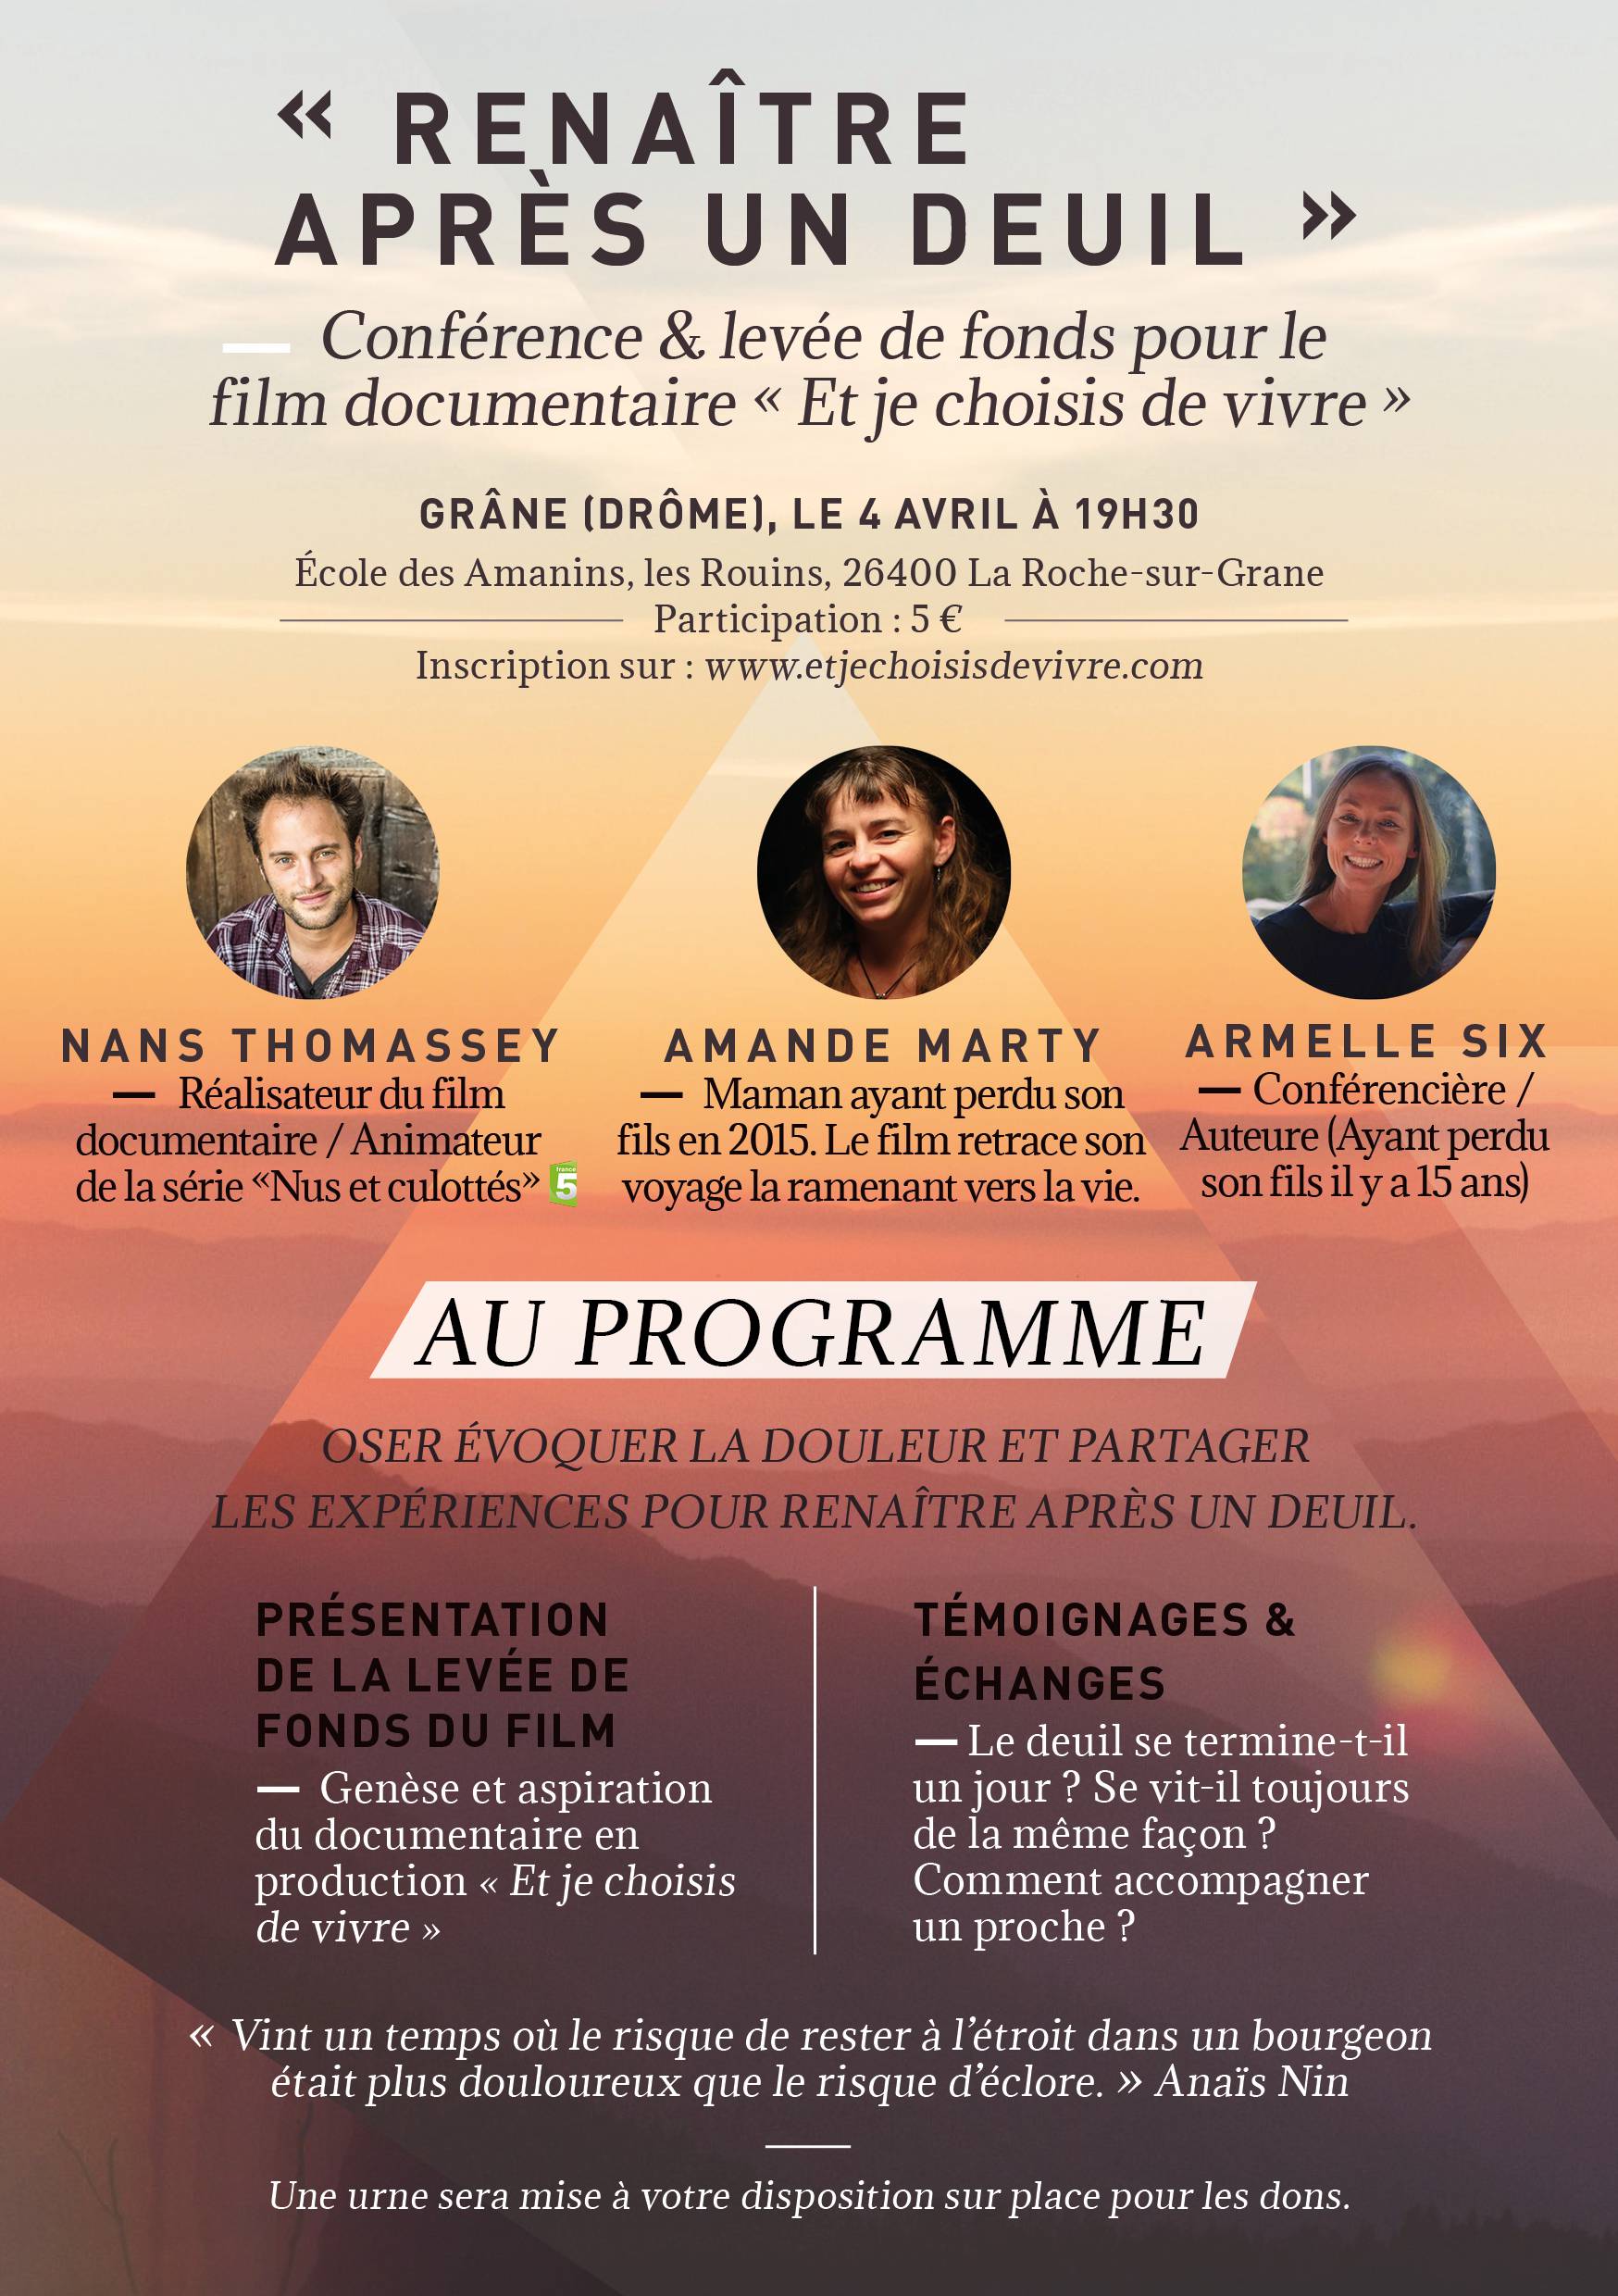 « RENAÎTRE
APRÈS UN DEUIL »
— Conférence & levée de fonds pour le
film documentaire « Et je choisis de vivre »
GRÂNE (DRÔME), LE 4 AVRIL À 19H30
École des Amanins, les Rouins, 26400 La Roche-sur-Grane
Participation : 5 €
Inscription sur : www.etjechoisisdevivre.com
NANS THOMASSEY
— Réalisateur du film
documentaire / Animateur
de la série «Nus et culottés» france 5
AMANDE MARTY
— Maman ayant perdu son
fils en 2015. Le film retrace son
voyage la ramenant vers la vie.
ARMELLE SIX
— Conférencière /
Auteure (Ayant perdu
son fils il y a 15 ans)
AU PROGRAMME
OSER ÉVOQUER LA DOULEUR ET PARTAGER
LES EXPÉRIENCES POUR RENAÎTRE APRÈS UN DEUIL.
PRÉSENTATION
DE LA LEVÉE DE
FONDS DU FILM
— Genèse et aspiration
du documentaire en
production « Et je choisis
de vivre »
TÉMOIGNAGES &
ÉCHANGES
— Le deuil se termine-t-il
un jour ? Se vit-il toujours
de la même façon ?
Comment accompagner
un proche ?
« Vint un temps où le risque de rester à l’étroit dans un bourgeon
était plus douloureux que le risque d’éclore. » Anaïs Nin
Une urne sera mise à votre disposition sur place pour les dons.